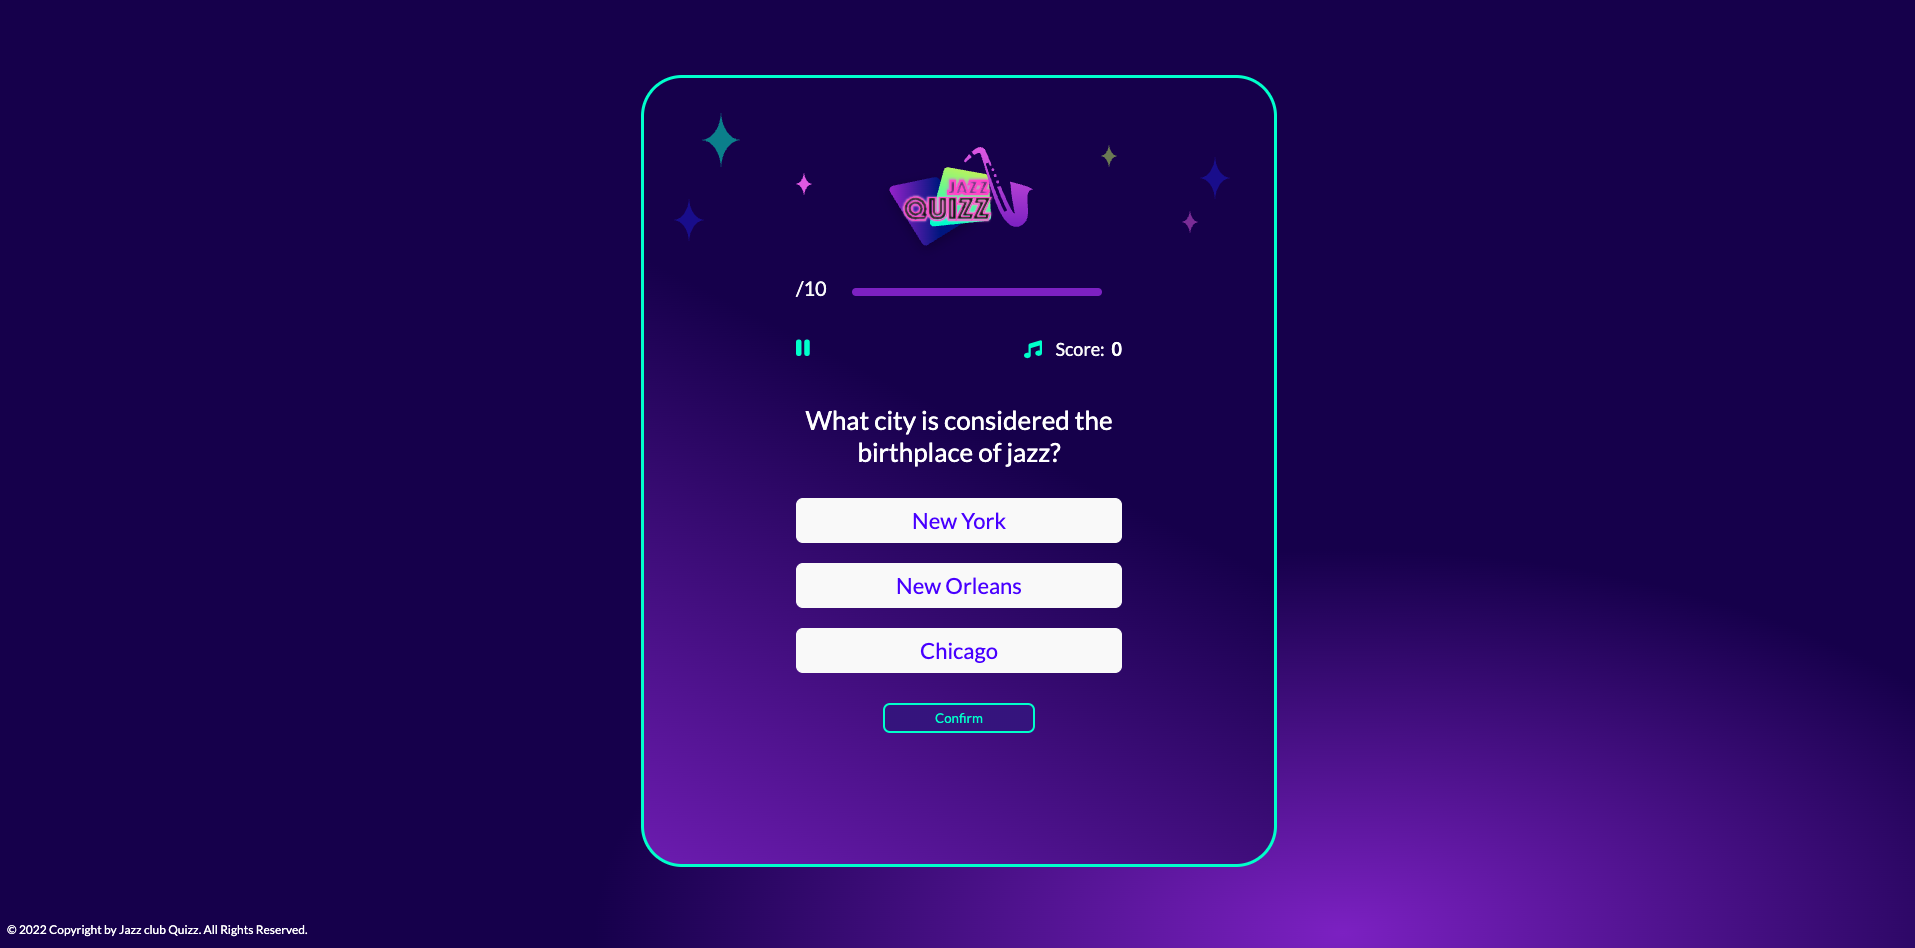 JAZZ
QUIZZ
/10
Score: 0
What city is considered the
birthplace of jazz?
New York
New Orleans
Chicago
Confirm
© 2022 Copyright by Jazz club Quizz. All Rights Reserved.